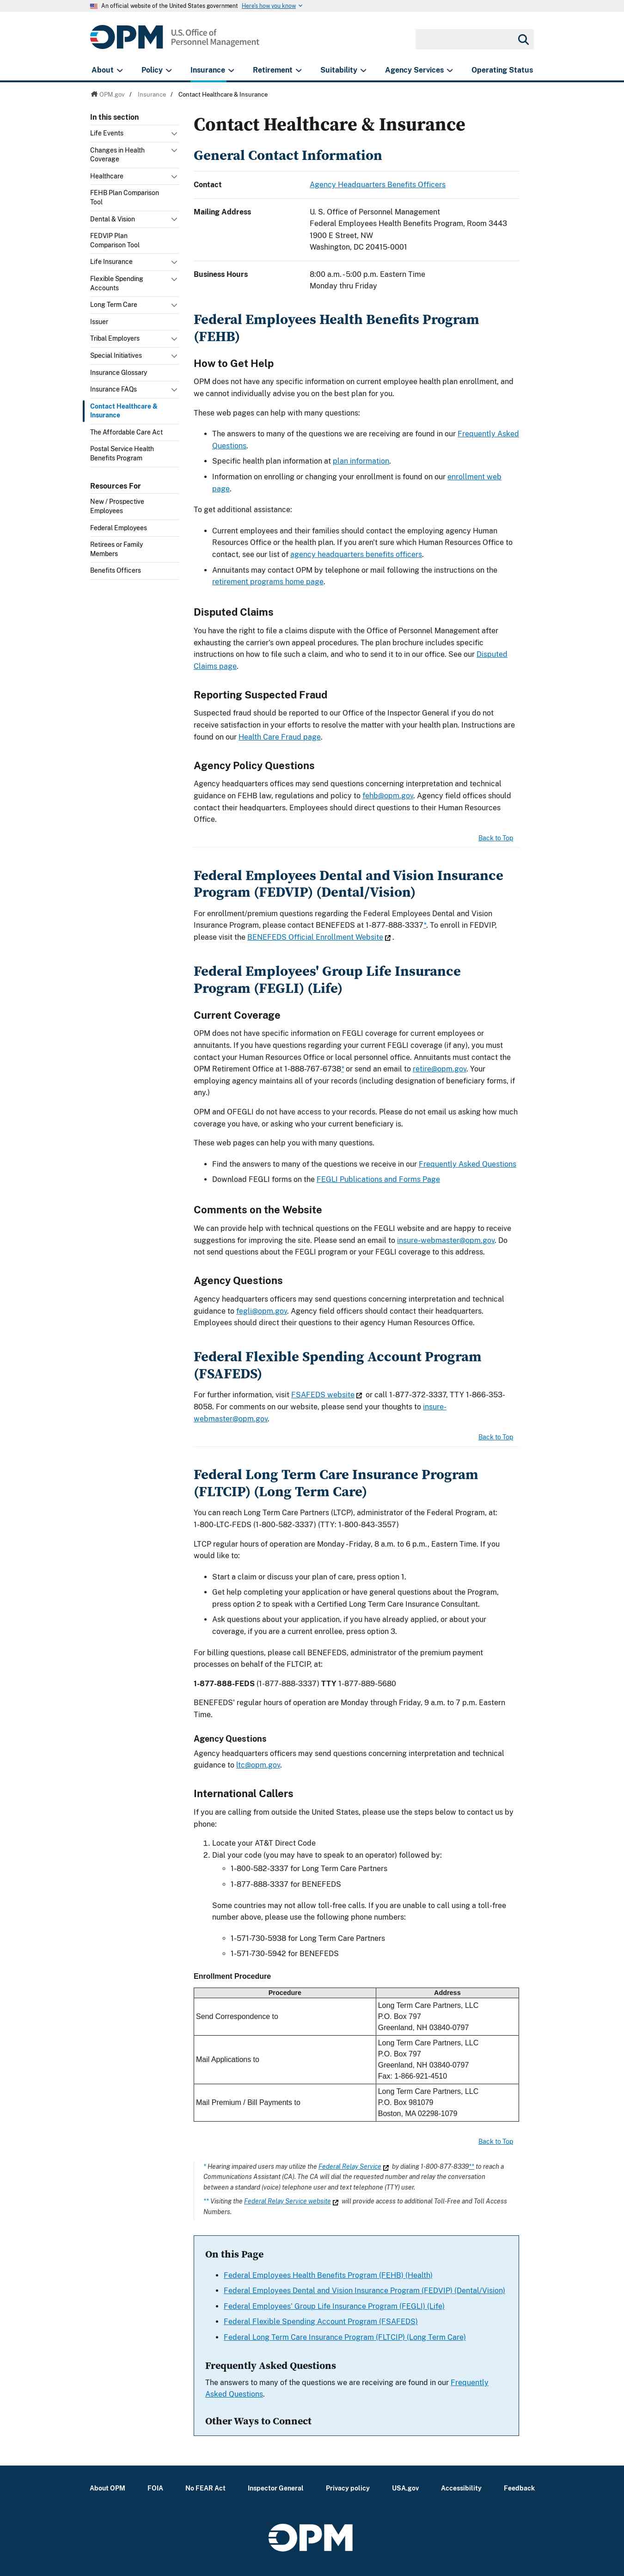 An official website of the United States government Here's how you know
OPM U.S. Office of
Personnel Management
About
Policy
Insurance
Retirement
Suitability
Agency Services
Operating Status
OPM.gov / Insurance / Contact Healthcare & Insurance
In this section
Life Events
Changes in Health
Coverage
Healthcare
FEHB Plan Comparison
Tool
Dental & Vision
FEDVIP Plan
Comparison Tool
Life Insurance
Flexible Spending
Accounts
Long Term Care
Issuer
Tribal Employers
Special Initiatives
Insurance Glossary
Insurance FAQs
Contact Healthcare &
Insurance
The Affordable Care Act
Postal Service Health
Benefits Program
Resources For
New / Prospective
Employees
Federal Employees
Retirees or Family
Members
Benefits Officers
Contact Healthcare & Insurance
General Contact Information
Contact Agency Headquarters Benefits Officers
Mailing Address U. S. Office of Personnel Management
Federal Employees Health Benefits Program, Room 3443
1900 E Street, NW
Washington, DC 20415-0001
Business Hours 8:00 a.m. - 5:00 p.m. Eastern Time
Monday thru Friday
Federal Employees Health Benefits Program
(FEHB)
How to Get Help
OPM does not have any specific information on current employee health plan enrollment, and
we cannot individually advise you on the best plan for you.
These web pages can help with many questions:
• The answers to many of the questions we are receiving are found in our Frequently Asked
Questions.
• Specific health plan information at plan information.
• Information on enrolling or changing your enrollment is found on our enrollment web
page.
To get additional assistance:
• Current employees and their families should contact the employing agency Human
Resources Office or the health plan. If you aren't sure which Human Resources Office to
contact, see our list of agency headquarters benefits officers.
• Annuitants may contact OPM by telephone or mail following the instructions on the
retirement programs home page.
Disputed Claims
You have the right to file a claims dispute with the Office of Personnel Management after
exhausting the carrier's own appeal procedures. The plan brochure includes specific
instructions on how to file such a claim, and who to send it to in our office. See our Disputed
Claims page.
Reporting Suspected Fraud
Suspected fraud should be reported to our Office of the Inspector General if you do not
receive satisfaction in your efforts to resolve the matter with your health plan. Instructions are
found on our Health Care Fraud page.
Agency Policy Questions
Agency headquarters offices may send questions concerning interpretation and technical
guidance on FEHB law, regulations and policy to fehb@opm.gov. Agency field offices should
contact their headquarters. Employees should direct questions to their Human Resources
Office.
Back to Top
Federal Employees Dental and Vision Insurance
Program (FEDVIP) (Dental/Vision)
For enrollment/premium questions regarding the Federal Employees Dental and Vision
Insurance Program, please contact BENEFEDS at 1-877-888-3337*. To enroll in FEDVIP,
please visit the BENEFEDS Official Enrollment Website .
Federal Employees' Group Life Insurance
Program (FEGLI) (Life)
Current Coverage
OPM does not have specific information on FEGLI coverage for current employees or
annuitants. If you have questions regarding your current FEGLI coverage (if any), you must
contact your Human Resources Office or local personnel office. Annuitants must contact the
OPM Retirement Office at 1-888-767-6738* or send an email to retire@opm.gov. Your
employing agency maintains all of your records (including designation of beneficiary forms, if
any.)
OPM and OFEGLI do not have access to your records. Please do not email us asking how much
coverage you have, or asking who your current beneficiary is.
These web pages can help you with many questions.
• Find the answers to many of the questions we receive in our Frequently Asked Questions
• Download FEGLI forms on the FEGLI Publications and Forms Page
Comments on the Website
We can provide help with technical questions on the FEGLI website and are happy to receive
suggestions for improving the site. Please send an email to insure-webmaster@opm.gov. Do
not send questions about the FEGLI program or your FEGLI coverage to this address.
Agency Questions
Agency headquarters officers may send questions concerning interpretation and technical
guidance to fegli@opm.gov. Agency field officers should contact their headquarters.
Employees should direct their questions to their agency Human Resources Office.
Federal Flexible Spending Account Program
(FSAFEDS)
For further information, visit FSAFEDS website or call 1-877-372-3337, TTY 1-866-353-
8058. For comments on our website, please send your thoughts to insure-
webmaster@opm.gov.
Back to Top
Federal Long Term Care Insurance Program
(FLTCIP) (Long Term Care)
You can reach Long Term Care Partners (LTCP), administrator of the Federal Program, at:
1-800-LTC-FEDS (1-800-582-3337) (TTY: 1-800-843-3557)
LTCP regular hours of operation are Monday-Friday, 8 a.m. to 6 p.m., Eastern Time. If you
would like to:
• Start a claim or discuss your plan of care, press option 1.
• Get help completing your application or have general questions about the Program,
press option 2 to speak with a Certified Long Term Care Insurance Consultant.
• Ask questions about your application, if you have already applied, or about your
coverage, if you are a current enrollee, press option 3.
For billing questions, please call BENEFEDS, administrator of the premium payment
processes on behalf of the FLTCIP, at:
1-877-888-FEDS (1-877-888-3337) TTY 1-877-889-5680
BENEFEDS' regular hours of operation are Monday through Friday, 9 a.m. to 7 p.m. Eastern
Time.
Agency Questions
Agency headquarters officers may send questions concerning interpretation and technical
guidance to ltc@opm.gov.
International Callers
If you are calling from outside the United States, please use the steps below to contact us by
phone:
1. Locate your AT&T Direct Code
2. Dial your code (you may have to speak to an operator) followed by:
◦ 1-800-582-3337 for Long Term Care Partners
◦ 1-877-888-3337 for BENEFEDS
Some countries may not allow toll-free calls. If you are unable to call using a toll-free
number above, please use the following phone numbers:
◦ 1-571-730-5938 for Long Term Care Partners
◦ 1-571-730-5942 for BENEFEDS
Enrollment Procedure
Procedure Address
Send Correspondence to
Long Term Care Partners, LLC
P.O. Box 797
Greenland, NH 03840-0797
Mail Applications to
Long Term Care Partners, LLC
P.O. Box 797
Greenland, NH 03840-0797
Fax: 1-866-921-4510
Mail Premium / Bill Payments to
Long Term Care Partners, LLC
P.O. Box 981079
Boston, MA 02298-1079
Back to Top
* Hearing impaired users may utilize the Federal Relay Service by dialing 1-800-877-8339** to reach a
Communications Assistant (CA). The CA will dial the requested number and relay the conversation
between a standard (voice) telephone user and text telephone (TTY) user.
** Visiting the Federal Relay Service website will provide access to additional Toll-Free and Toll Access
Numbers.
On this Page
• Federal Employees Health Benefits Program (FEHB) (Health)
• Federal Employees Dental and Vision Insurance Program (FEDVIP) (Dental/Vision)
• Federal Employees' Group Life Insurance Program (FEGLI) (Life)
• Federal Flexible Spending Account Program (FSAFEDS)
• Federal Long Term Care Insurance Program (FLTCIP) (Long Term Care)
Frequently Asked Questions
The answers to many of the questions we are receiving are found in our Frequently
Asked Questions.
Other Ways to Connect
About OPM
FOIA
No FEAR Act
Inspector General
Privacy policy
USA.gov
Accessibility
Feedback
OPM